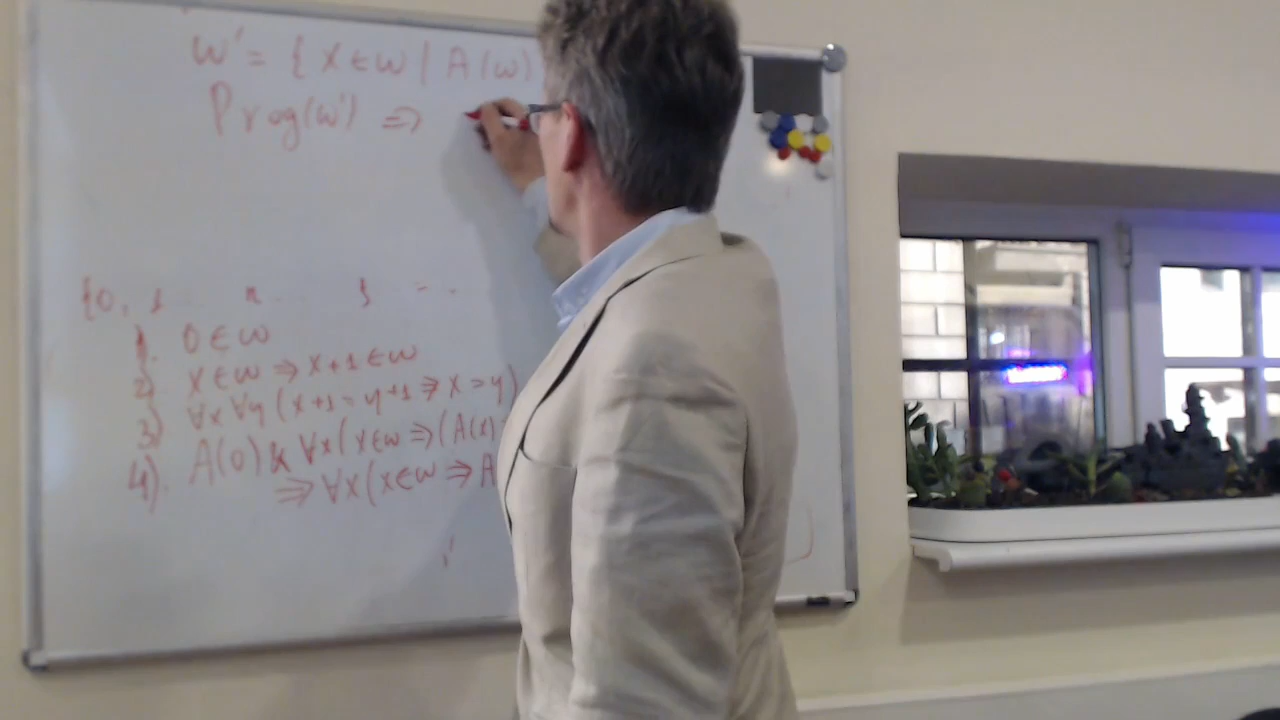 w' = { x ∈ w | A(w)
Prog(w') ⇒
{0, 1 .. n .. } - .
1. 0 ∈ w
2) x ∈ w ⇒ x+1 ∈ w
3) ∀x ∀y (x+1 = y+1 ⇒ x = y)
4). A(0) & ∀x (x ∈ w ⇒ (A(x)
⇒ ∀x (x ∈ w ⇒ A